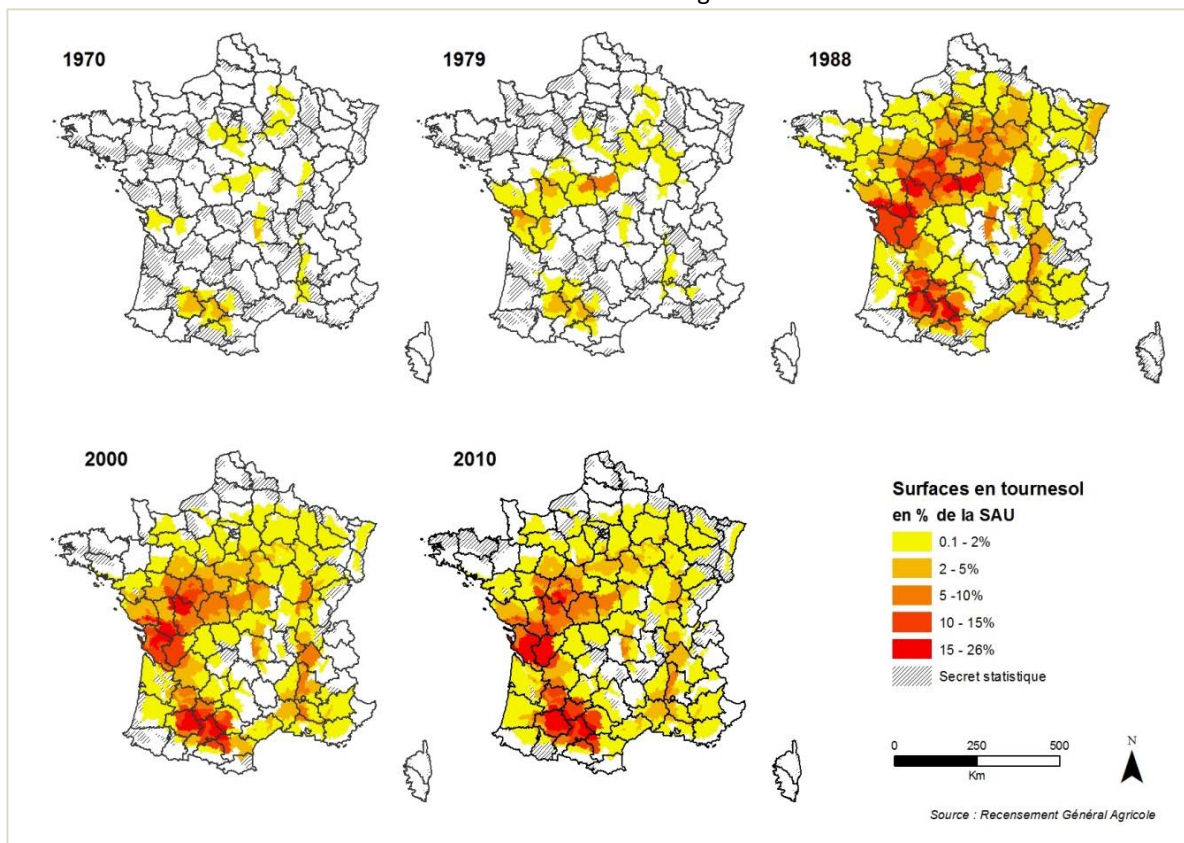 1970
1979
1988
2000
2010
Surfaces en tournesol
en % de la SAU
0.1 - 2%
2 - 5%
5 -10%
10 - 15%
15 - 26%
Secret statistique
0 250 500
Km
N
Source : Recensement Général Agricole